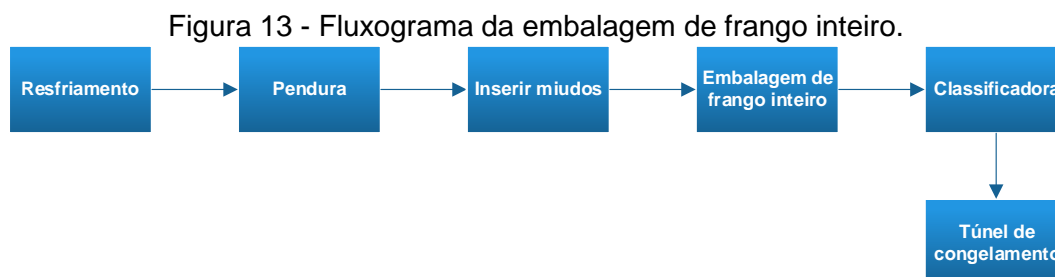 Figura 13 - Fluxograma da embalagem de frango inteiro.
Resfriamento
Pendura
Inserir miudos
Embalagem de
frango inteiro
Classificadora
Túnel de
congelamento